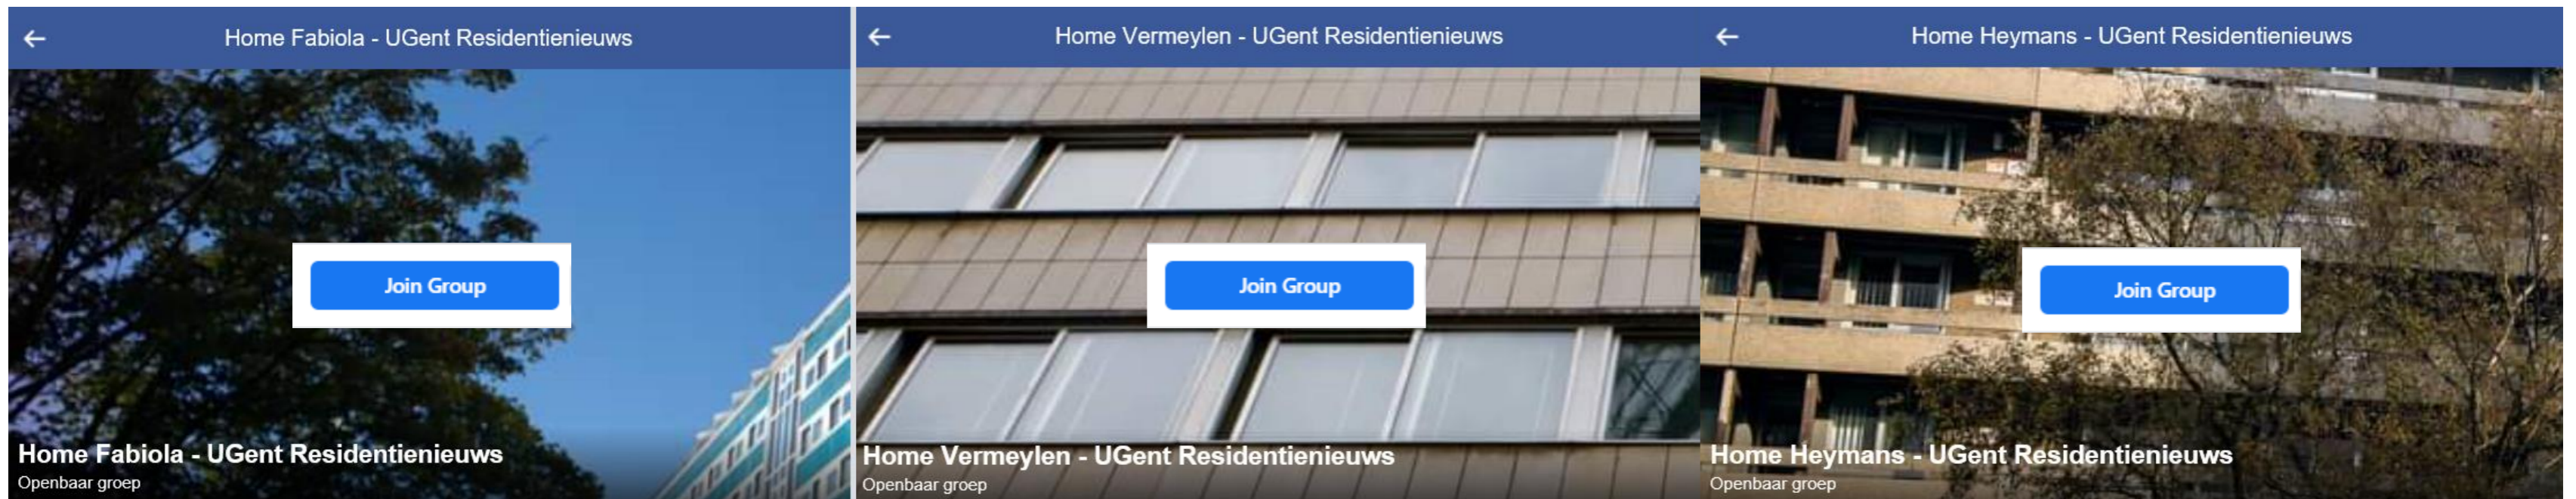 Home Fabiola - UGent Residentienieuws
Join Group
Home Fabiola - UGent Residentienieuws
Openbaar groep
Home Vermeylen - UGent Residentienieuws
Join Group
Home Vermeylen - UGent Residentienieuws
Openbaar groep
Home Heymans - UGent Residentienieuws
Join Group
Home Heymans - UGent Residentienieuws
Openbaar groep